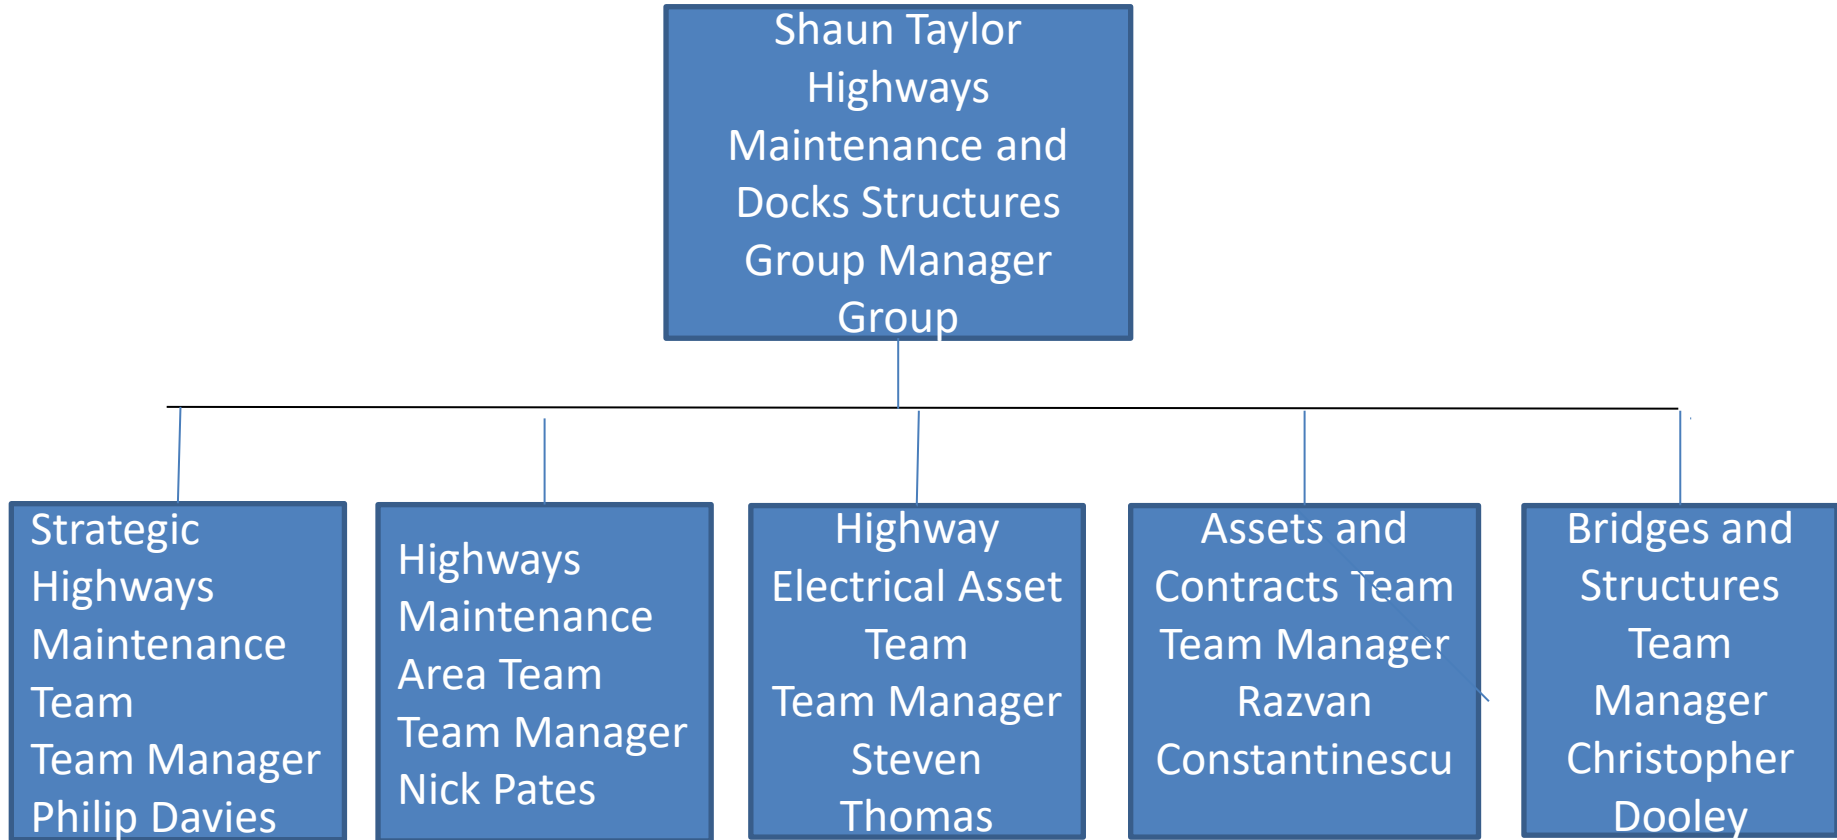 Shaun Taylor
Highways
Maintenance and
Docks Structures
Group Manager
Group
Strategic
Highways
Maintenance
Team
Team Manager
Philip Davies
Highways
Maintenance
Area Team
Team Manager
Nick Pates
Highway
Electrical Asset
Team
Team Manager
Steven
Thomas
Assets and
Contracts Team
Team Manager
Razvan
Constantinescu
Bridges and
Structures
Team
Manager
Christopher
Dooley